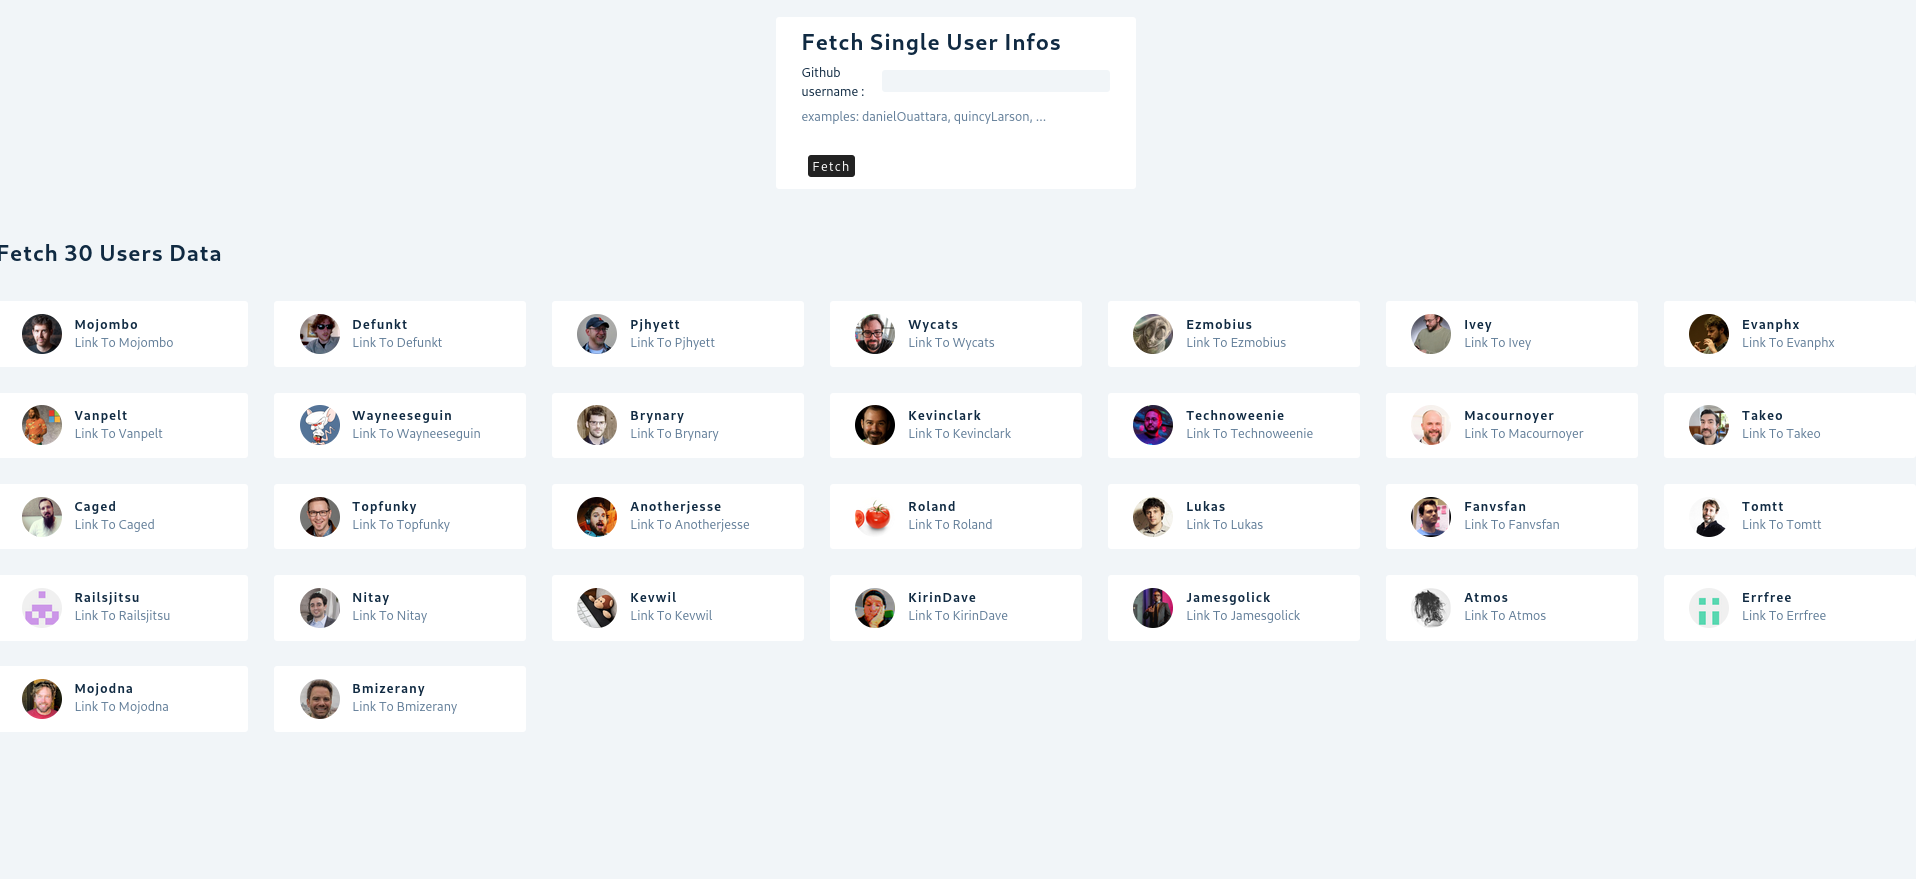 Fetch Single User Infos
Github
username :
examples: danielOuattara, quincyLarson, ...
Fetch
Fetch 30 Users Data
Mojombo
Link To Mojombo
Defunkt
Link To Defunkt
Pjhyett
Link To Pjhyett
Wycats
Link To Wycats
Ezmobius
Link To Ezmobius
Ivey
Link To Ivey
Evanphx
Link To Evanphx
Vanpelt
Link To Vanpelt
Wayneeseguin
Link To Wayneeseguin
Brynary
Link To Brynary
Kevinclark
Link To Kevinclark
Technoweenie
Link To Technoweenie
Macournoyer
Link To Macournoyer
Takeo
Link To Takeo
Caged
Link To Caged
Topfunky
Link To Topfunky
Anotherjesse
Link To Anotherjesse
Roland
Link To Roland
Lukas
Link To Lukas
Fanvsfan
Link To Fanvsfan
Tomtt
Link To Tomtt
Railsjitsu
Link To Railsjitsu
Nitay
Link To Nitay
Kevwil
Link To Kevwil
KirinDave
Link To KirinDave
Jamesgolick
Link To Jamesgolick
Atmos
Link To Atmos
Errfree
Link To Errfree
Mojodna
Link To Mojodna
Bmizerany
Link To Bmizerany